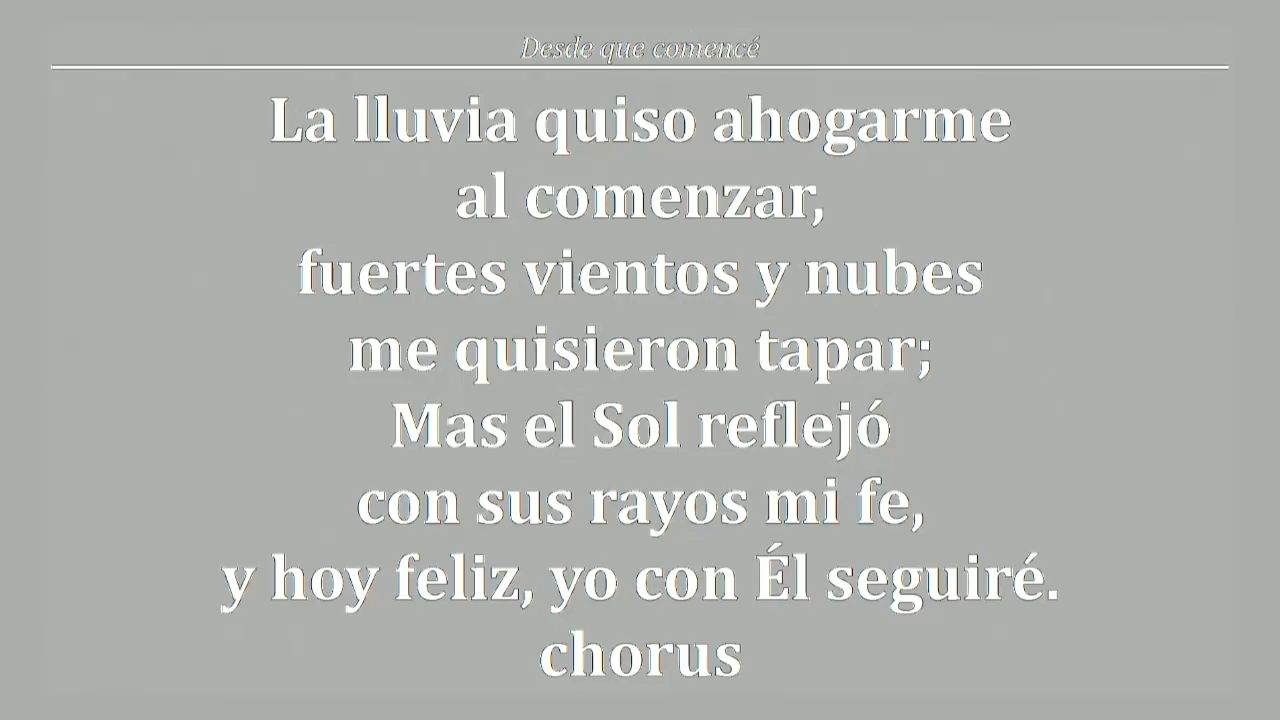 Desde que comencé
La lluvia quiso ahogarme
al comenzar,
fuertes vientos y nubes
me quisieron tapar;
Mas el Sol reflejó
con sus rayos mi fe,
y hoy feliz, yo con Él seguiré.
chorus